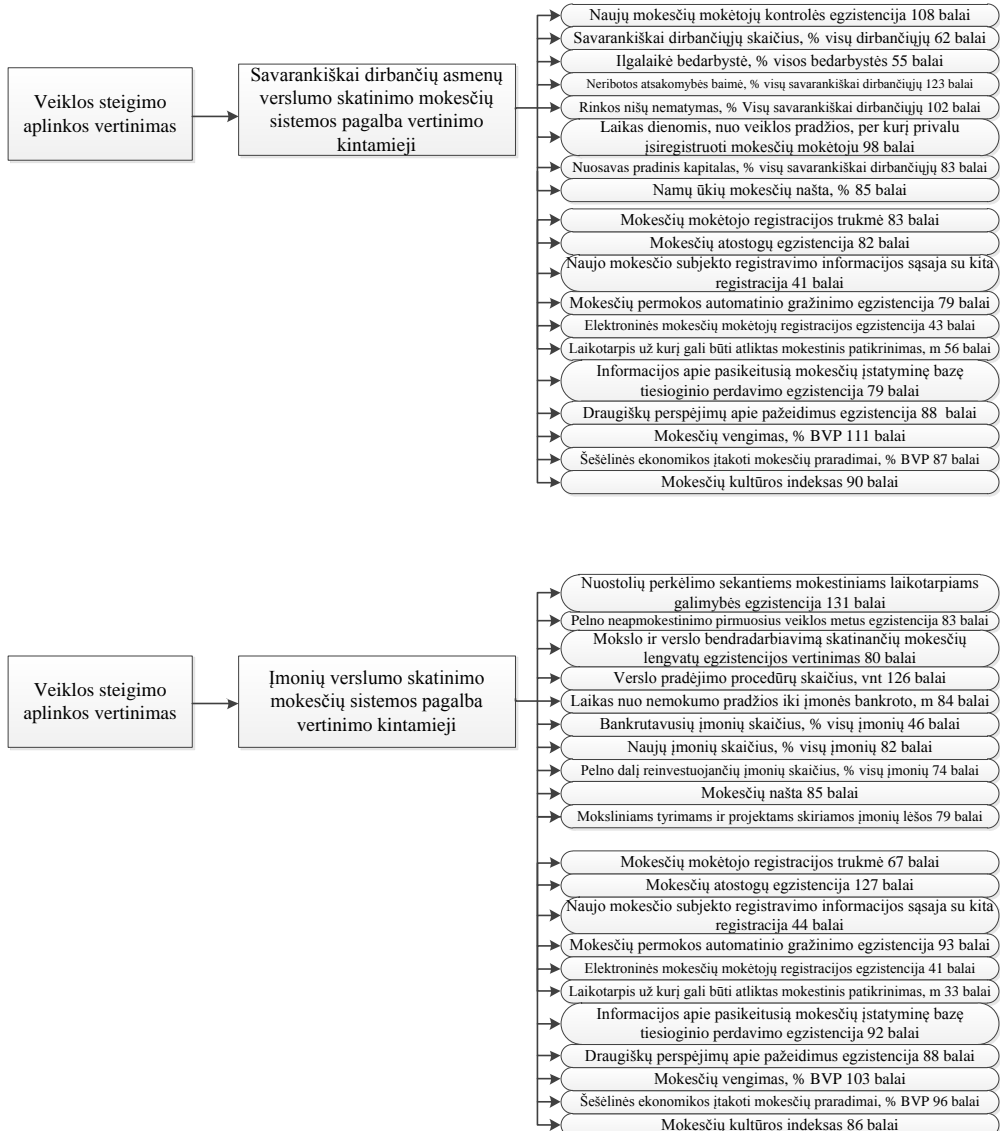 Veiklos steigimo
aplinkos vertinimas
Savarankiškai dirbančių asmenų
verslumo skatinimo mokesčių
sistemos pagalba vertinimo
kintamieji
Naujų mokesčių mokėtojų kontrolės egzistencija 108 balai
Savarankiškai dirbančiųjų skaičius, % visų dirbančiųjų 62 balai
Ilgalaikė bedarbystė, % visos bedarbystės 55 balai
Neribotos atsakomybės baimė, % visų savarankiškai dirbančiųjų 123 balai
Rinkos nišų nematymas, % Visų savarankiškai dirbančiųjų 102 balai
Laikas dienomis, nuo veiklos pradžios, per kurį privalu
įsiregistruoti mokesčių mokėtoju 98 balai
Nuosavas pradinis kapitalas, % visų savarankiškai dirbančiųjų 83 balai
Namų ūkių mokesčių našta, % 85 balai
Mokesčių mokėtojo registracijos trukmė 83 balai
Mokesčių atostogų egzistencija 82 balai
Naujo mokesčio subjekto registravimo informacijos sąsaja su kita
registracija 41 balai
Mokesčių permokos automatinio gražinimo egzistencija 79 balai
Elektroninės mokesčių mokėtojų registracijos egzistencija 43 balai
Laikotarpis už kurį gali būti atliktas mokestinis patikrinimas, m 56 balai
Informacijos apie pasikeitusią mokesčių įstatyminę bazę
tiesioginio perdavimo egzistencija 79 balai
Draugiškų perspėjimų apie pažeidimus egzistencija 88 balai
Mokesčių vengimas, % BVP 111 balai
Šešėlinės ekonomikos įtakoti mokesčių praradimai, % BVP 87 balai
Mokesčių kultūros indeksas 90 balai
Veiklos steigimo
aplinkos vertinimas
Įmonių verslumo skatinimo
mokesčių sistemos pagalba
vertinimo kintamieji
Nuostolių perkėlimo sekantiems mokestiniams laikotarpiams
galimybės egzistencija 131 balai
Pelno neapmokestinimo pirmuosius veiklos metus egzistencija 83 balai
Mokslo ir verslo bendradarbiavimą skatinančių mokesčių
lengvatų egzistencijos vertinimas 80 balai
Verslo pradėjimo procedūrų skaičius, vnt 126 balai
Laikas nuo nemokumo pradžios iki įmonės bankroto, m 84 balai
Bankrutavusių įmonių skaičius, % visų įmonių 46 balai
Naujų įmonių skaičius, % visų įmonių 82 balai
Pelno dalį reinvestuojančių įmonių skaičius, % visų įmonių 74 balai
Mokesčių našta 85 balai
Moksliniams tyrimams ir projektams skiriamos įmonių lėšos 79 balai
Mokesčių mokėtojo registracijos trukmė 67 balai
Mokesčių atostogų egzistencija 127 balai
Naujo mokesčio subjekto registravimo informacijos sąsaja su kita
registracija 44 balai
Mokesčių permokos automatinio gražinimo egzistencija 93 balai
Elektroninės mokesčių mokėtojų registracijos egzistencija 41 balai
Laikotarpis už kurį gali būti atliktas mokestinis patikrinimas, m 33 balai
Informacijos apie pasikeitusią mokesčių įstatyminę bazę
tiesioginio perdavimo egzistencija 92 balai
Draugiškų perspėjimų apie pažeidimus egzistencija 88 balai
Mokesčių vengimas, % BVP 103 balai
Šešėlinės ekonomikos įtakoti mokesčių praradimai, % BVP 96 balai
Mokesčių kultūros indeksas 86 balai